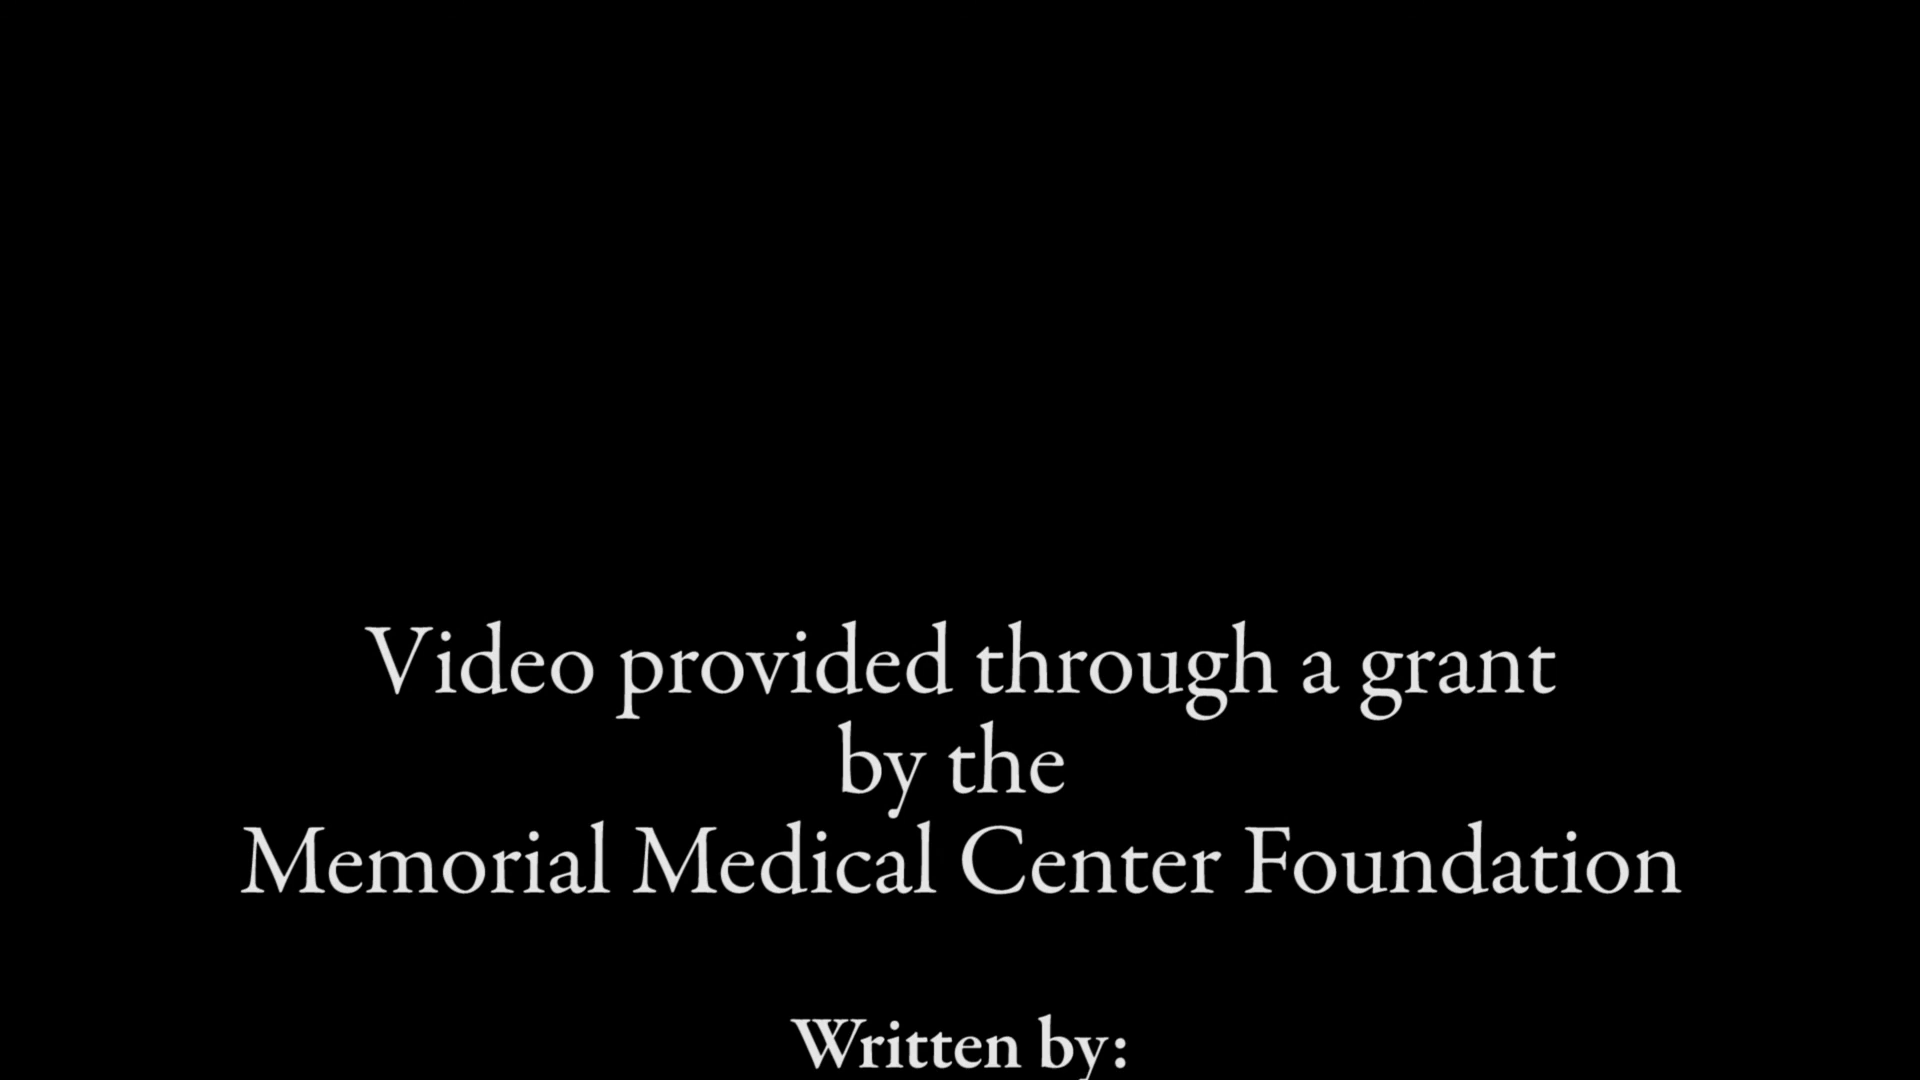 Video provided through a grant
by the
Memorial Medical Center Foundation
Written by: